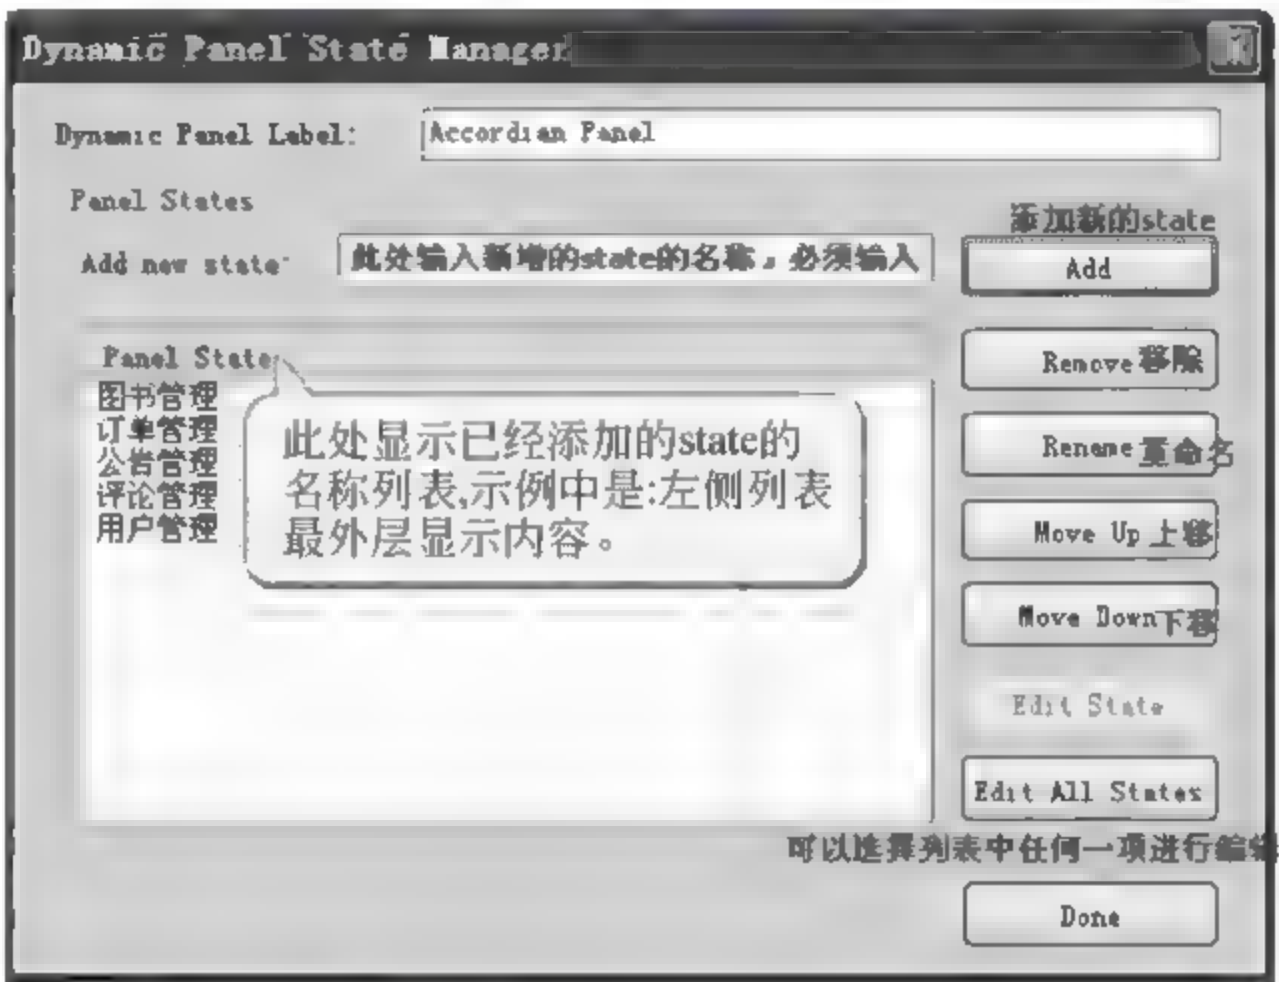 Dynamic Panel State Manager
Dynamic Panel Label:
Accordian Panel
Panel States
添加新的state
Add new state
此处输入新增的state的名称，必须输入
Add
Panel State
Remove 移除
图书管理
订单管理
公告管理
评论管理
用户管理
此处显示已经添加的state的
名称列表,示例中是:左侧列表
最外层显示内容。
Rename 重命名
Move Up 上移
Move Down 下移
Edit State
Edit All States
可以选择列表中任何一项进行编辑
Done